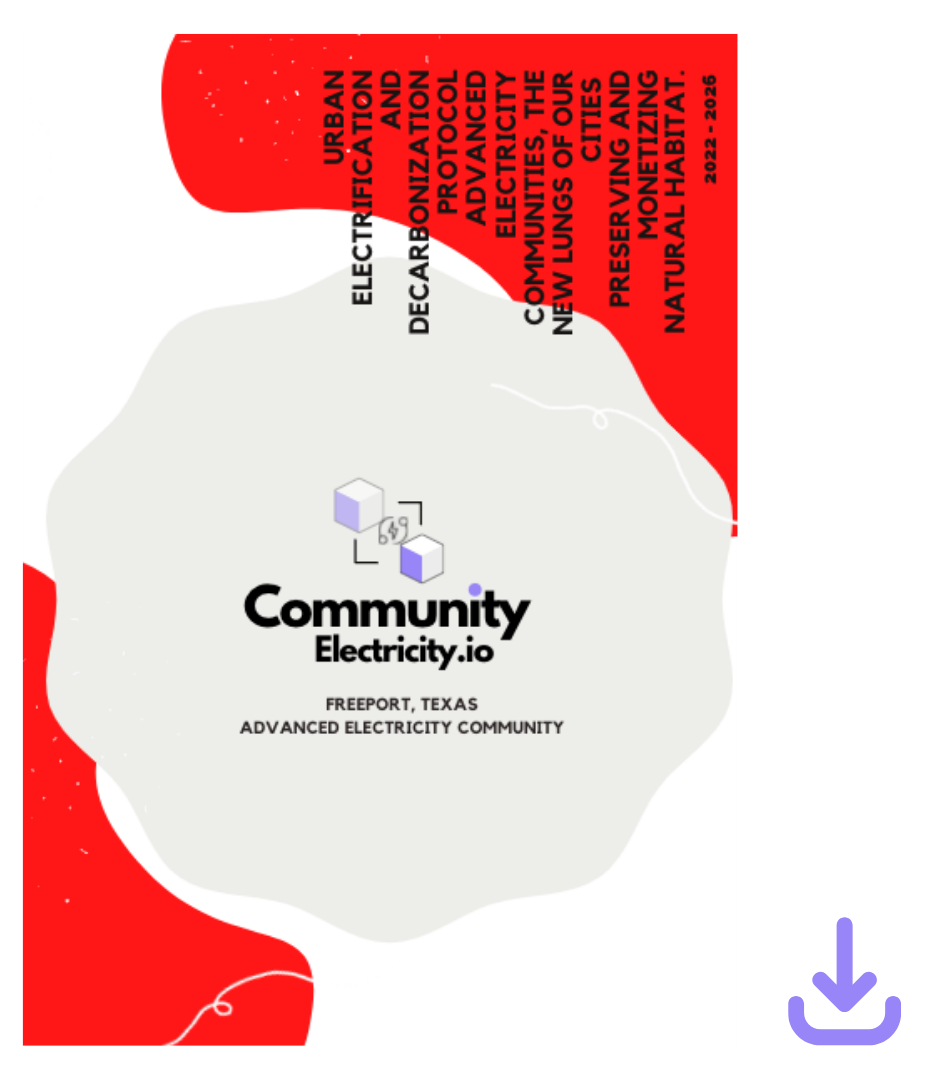 URBAN
ELECTRIFICATION
AND
DECARBONIZATION
PROTOCOL
ADVANCED
ELECTRICITY
COMMUNITIES, THE
NEW LUNGS OF OUR
CITIES
PRESERVING AND
MONETIZING
NATURAL HABITAT.
2022 - 2026
Community
Electricity.io
FREEPORT, TEXAS
ADVANCED ELECTRICITY COMMUNITY